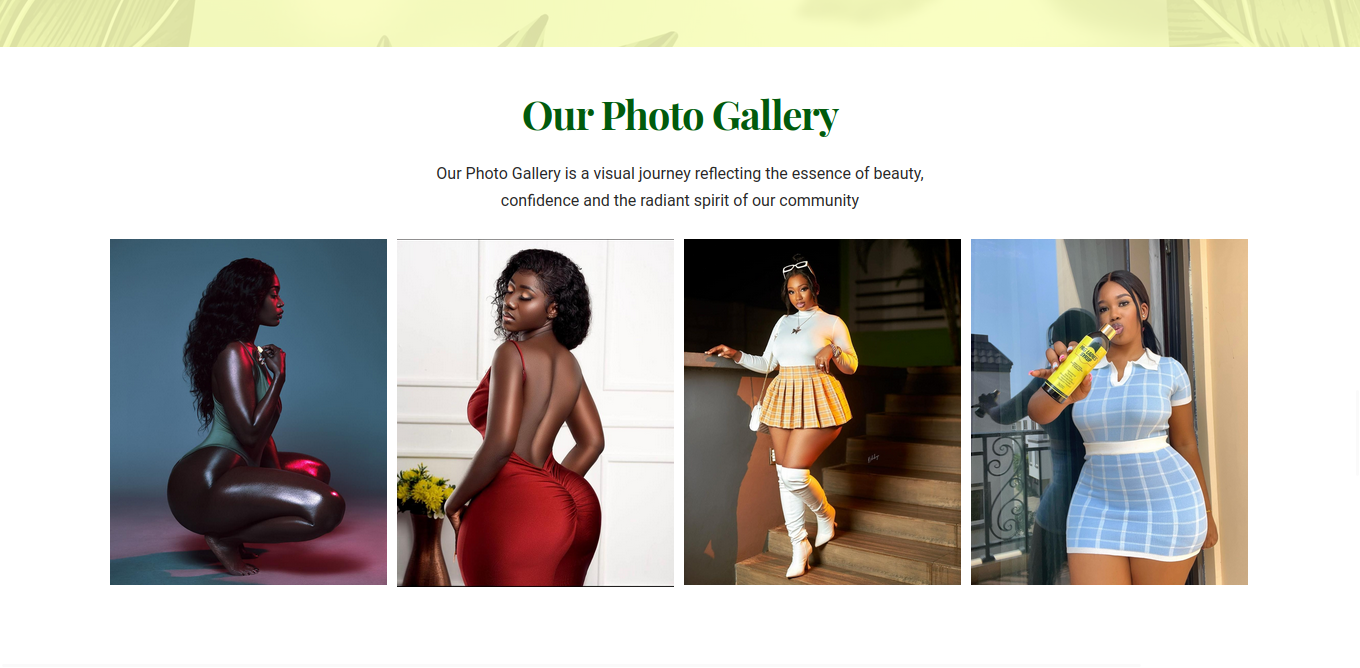 Our Photo Gallery
Our Photo Gallery is a visual journey reflecting the essence of beauty,
confidence and the radiant spirit of our community